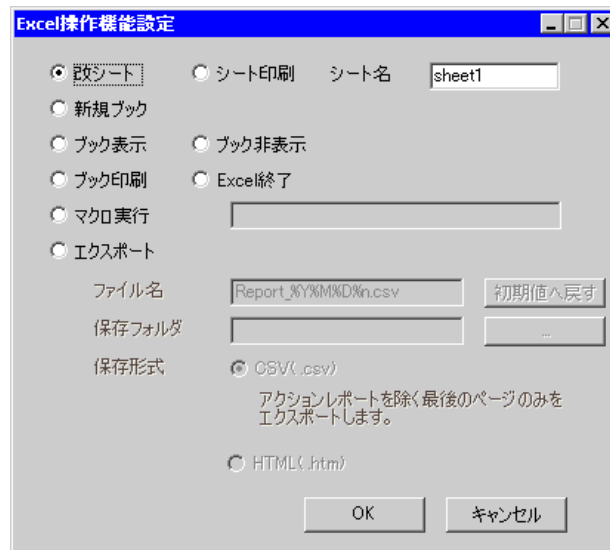 Excel操作機能設定
改シート シート印刷 シート名 sheet1
新規ブック
ブック表示 ブック非表示
ブック印刷 Excel終了
マクロ実行
エクスポート
ファイル名 Report_%Y%M%D%n.csv 初期値へ戻す
保存フォルダ ...
保存形式 CSV(.csv)
アクションレポートを除く最後のページのみを
エクスポートします。
HTML(.htm)
OK キャンセル